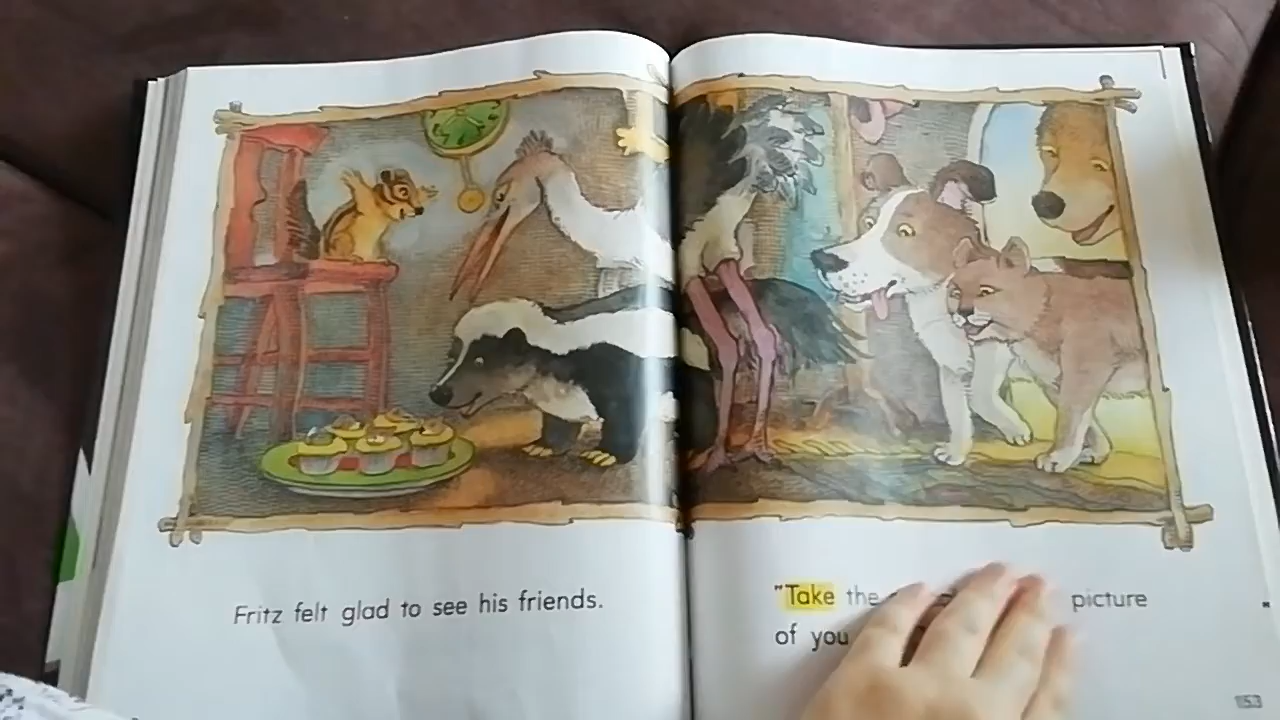 Fritz felt glad to see his friends.
"Take the picture
of you
153